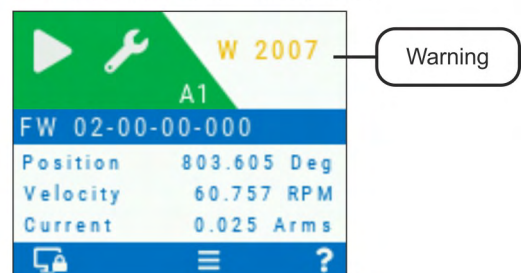 W 2007
Warning
A1
FW 02-00-00-000
Position 803.605 Deg
Velocity 60.757 RPM
Current 0.025 Arms
?